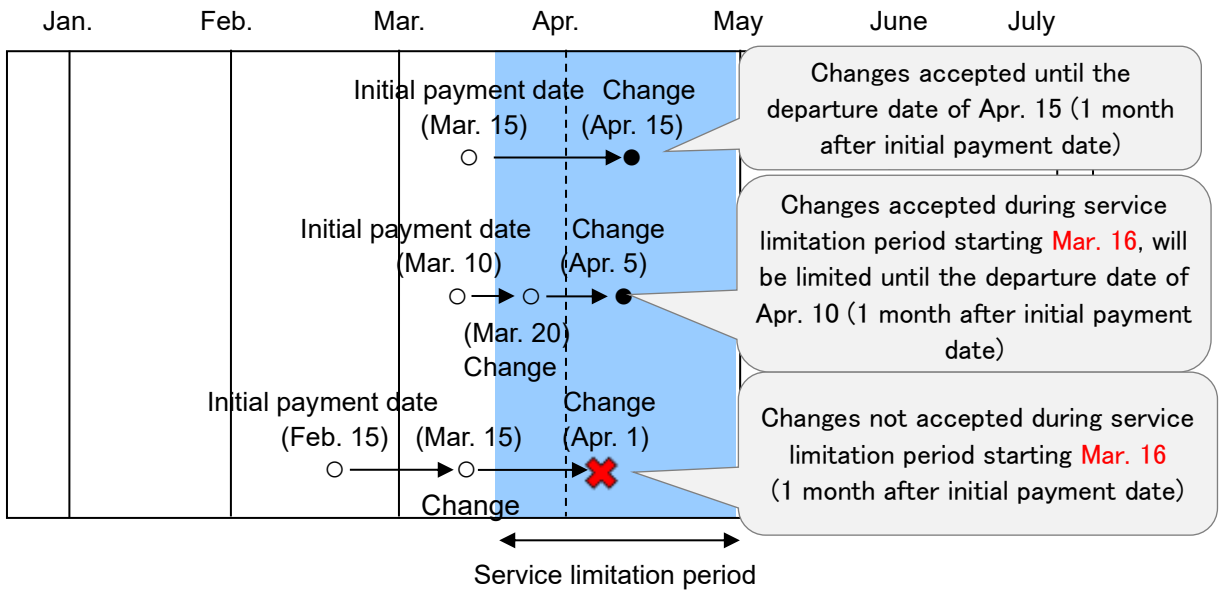 Jan. Feb. Mar. Apr. May June July
Initial payment date Change
(Mar. 15) (Apr. 15)
Changes accepted until the
departure date of Apr. 15 (1 month
after initial payment date)
Initial payment date Change
(Mar. 10) (Apr. 5)
(Mar. 20)
Change
Changes accepted during service
limitation period starting Mar. 16, will
be limited until the departure date of
Apr. 10 (1 month after initial payment
date)
Initial payment date Change
(Feb. 15) (Mar. 15) (Apr. 1)
Change
Changes not accepted during service
limitation period starting Mar. 16
(1 month after initial payment date)
Service limitation period